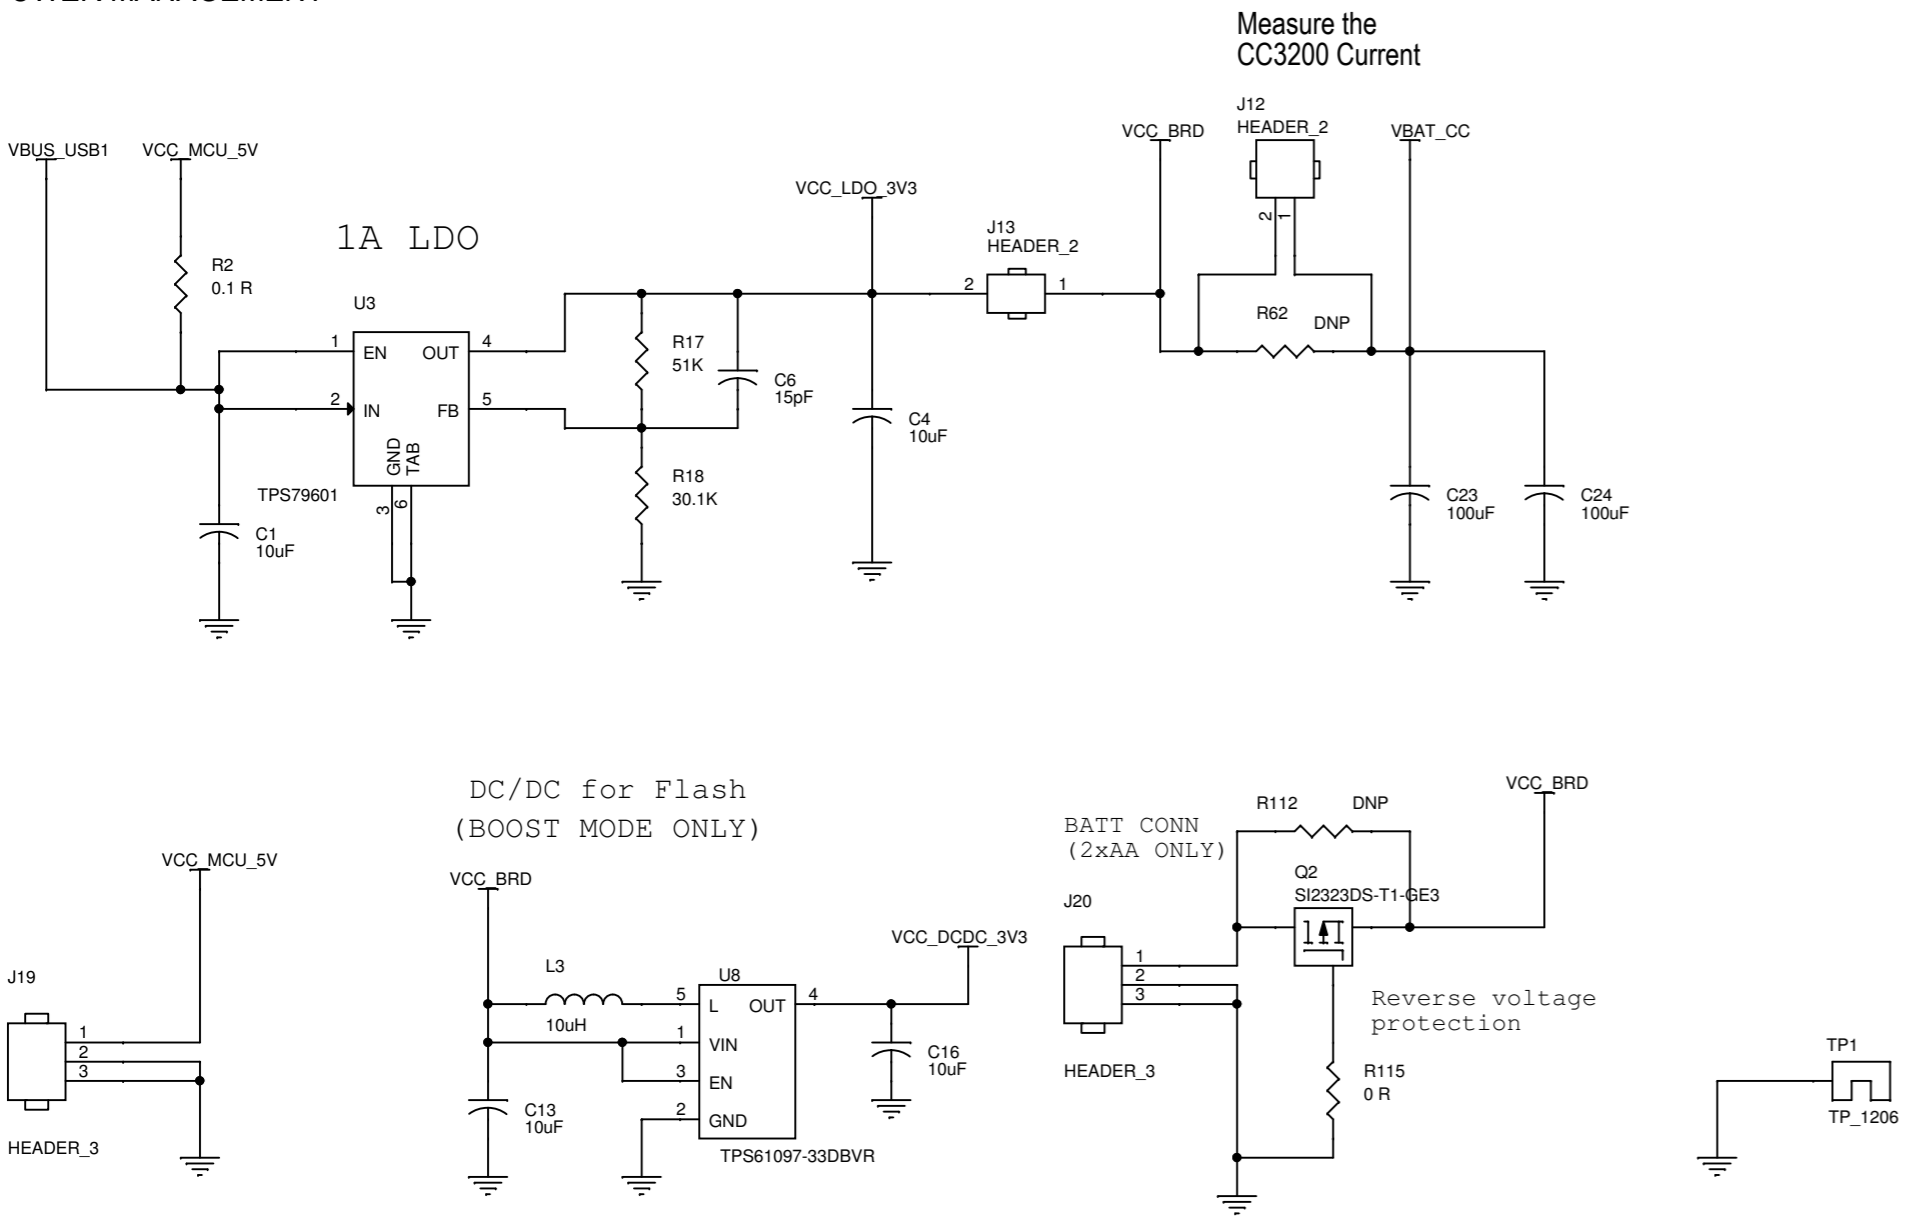 Measure the
CC3200 Current
J12
HEADER_2
VCC_BRD
VBAT_CC
VBUS_USB1
VCC_MCU_5V
VCC_LDO_3V3
1A LDO
J13
HEADER_2
R2
0.1 R
U3
2
1
2
1
R62
DNP
1
EN
OUT
4
R17
51K
C6
15pF
2
IN
FB
5
GND
TAB
C4
10uF
TPS79601
3
6
R18
30.1K
C23
100uF
C24
100uF
C1
10uF
DC/DC for Flash
(BOOST MODE ONLY)
VCC_BRD
R112
DNP
BATT CONN
(2xAA ONLY)
VCC_MCU_5V
VCC_BRD
Q2
SI2323DS-T1-GE3
J20
VCC_DCDC_3V3
J19
L3
10uH
U8
5
L
OUT
4
1
VIN
3
EN
2
GND
TPS61097-33DBVR
C13
10uF
C16
10uF
1
2
3
HEADER_3
1
2
3
HEADER_3
Reverse voltage
protection
R115
0 R
TP1
TP_1206